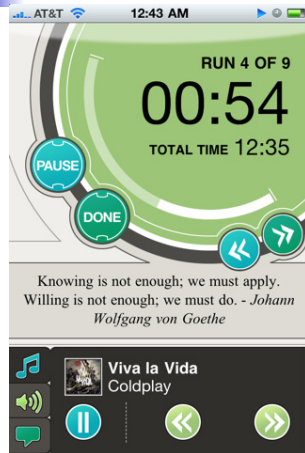 AT&T 12:43 AM
RUN 4 OF 9
00:54
TOTAL TIME 12:35
PAUSE
DONE
Knowing is not enough; we must apply.
Willing is not enough; we must do. - Johann
Wolfgang von Goethe
Viva la Vida
Coldplay